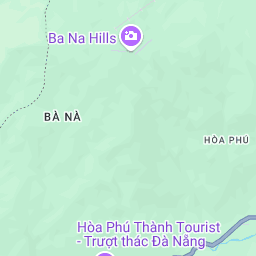 Ba Na Hills
BÀ NÀ
HÒA PHÚ
Hòa Phú Thành Tourist
- Trượt thác Đà Nẵng